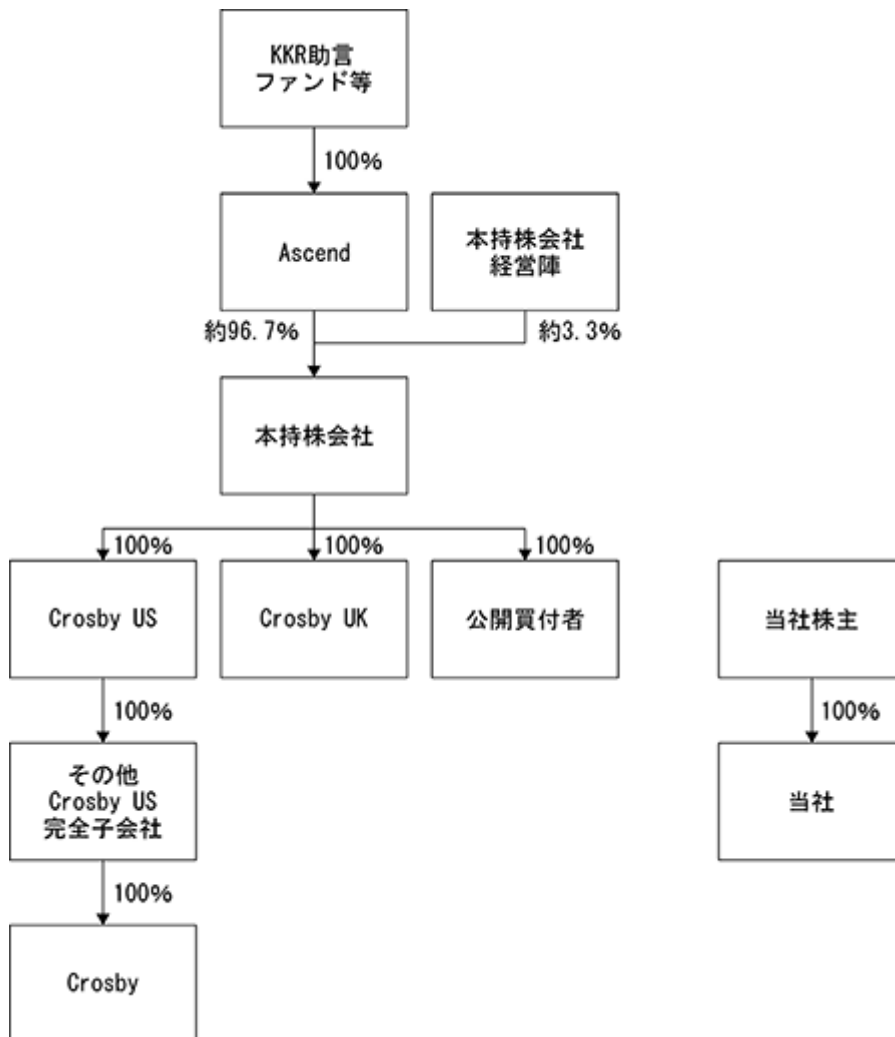 KKR助言
ファンド等
100%
Ascend
本持株会社
経営陣
約96.7%
約3.3%
本持株会社
100%
100%
100%
Crosby US
Crosby UK
公開買付者
当社株主
100%
100%
その他
Crosby US
完全子会社
当社
100%
Crosby